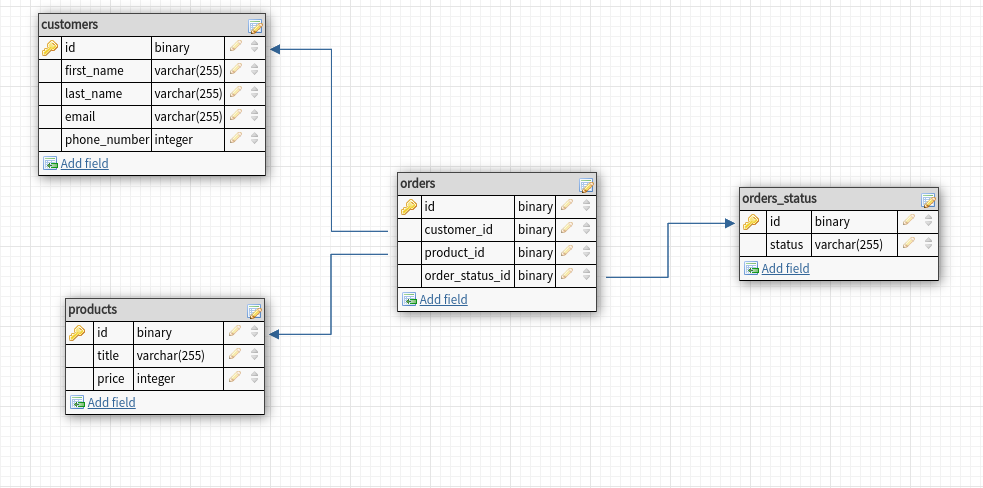 customers
id binary
first_name varchar(255)
last_name varchar(255)
email varchar(255)
phone_number integer
Add field
orders
id binary
customer_id binary
product_id binary
order_status_id binary
Add field
orders_status
id binary
status varchar(255)
Add field
products
id binary
title varchar(255)
price integer
Add field